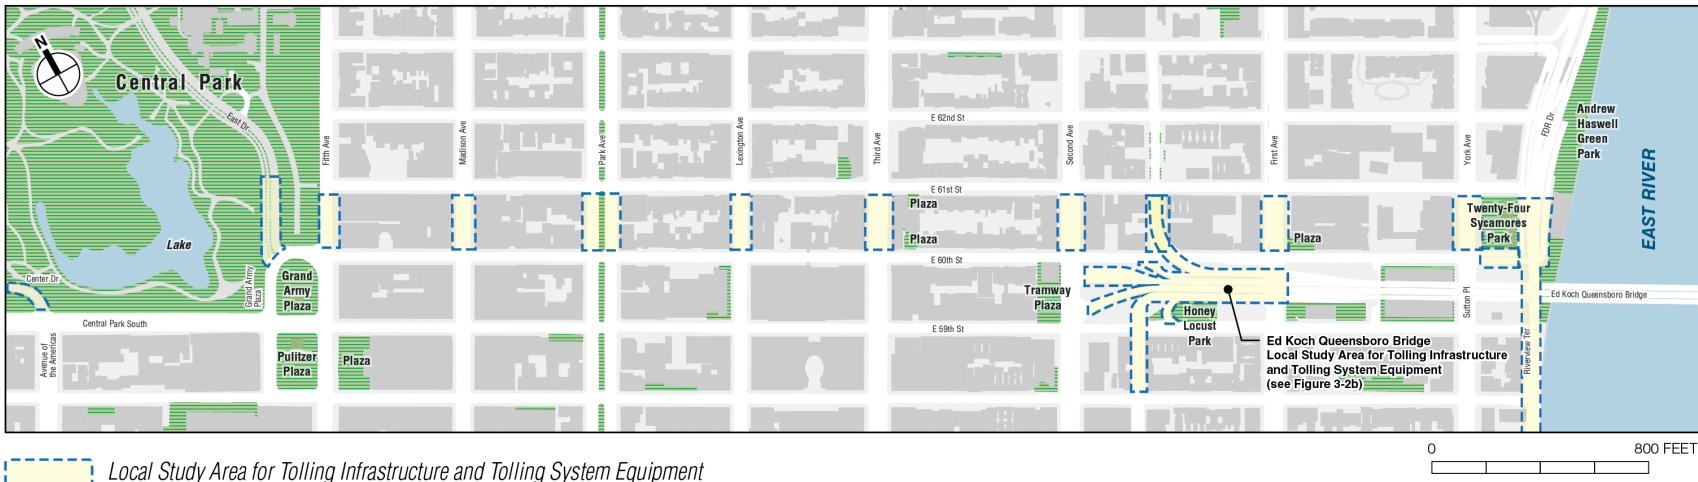 N
Central Park
East Dr
Lake
Center Dr
Grand Army
Plaza
Grand
Army
Plaza
Central Park South
Avenue of
the Americas
Pulitzer
Plaza
Plaza
Fifth Ave
Madison Ave
Park Ave
Lexington Ave
Third Ave
Second Ave
First Ave
York Ave
FDR Dr
E 62nd St
E 61st St
Plaza
Plaza
E 60th St
E 59th St
Tramway
Plaza
Honey
Locust
Park
Plaza
Twenty-Four
Sycamores
Park
Andrew
Haswell
Green
Park
EAST RIVER
Sutton Pl
Riverview Ter
Ed Koch Queensboro Bridge
Ed Koch Queensboro Bridge
Local Study Area for Tolling Infrastructure
and Tolling System Equipment
(see Figure 3-2b)
0 800 FEET
Local Study Area for Tolling Infrastructure and Tolling System Equipment